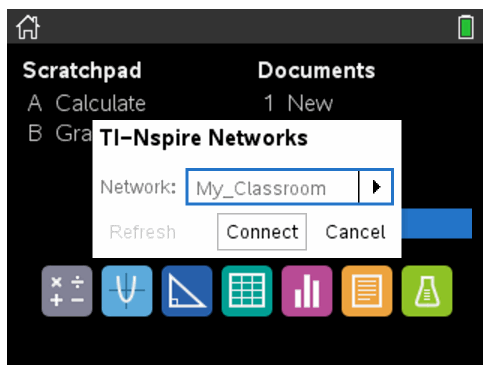 Scratchpad Documents
A Calculate 1 New
B Gra
TI-Nspire Networks
Network: My_Classroom
Refresh Connect Cancel